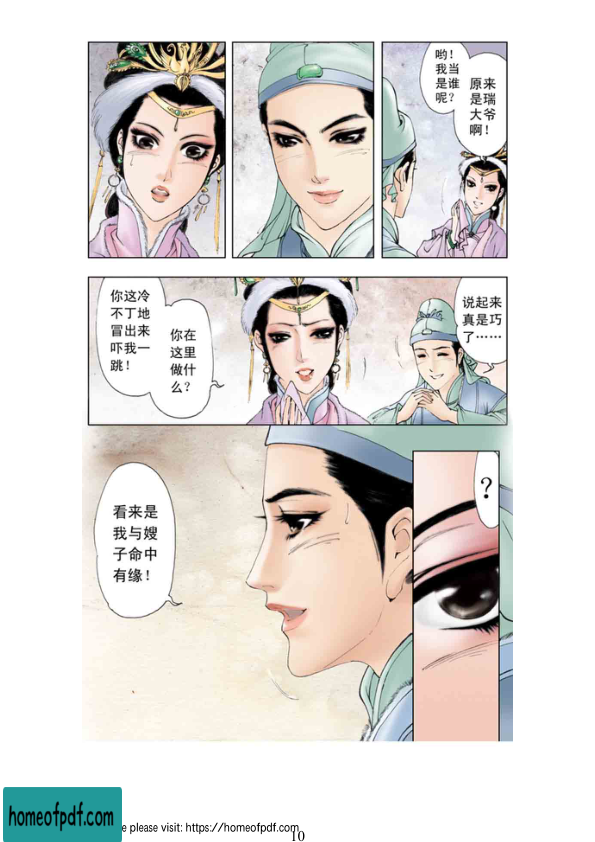 哟！
我当
是谁
呢？
原来
是瑞
大爷
啊！
你这冷
不丁地
冒出来
吓我一
跳！
你在
这里
做什
么？
说起来
真是巧
了……
看来是
我与嫂
子命中
有缘！
？
homeofpdf.com
e please visit: https://homeofpdf.com
10